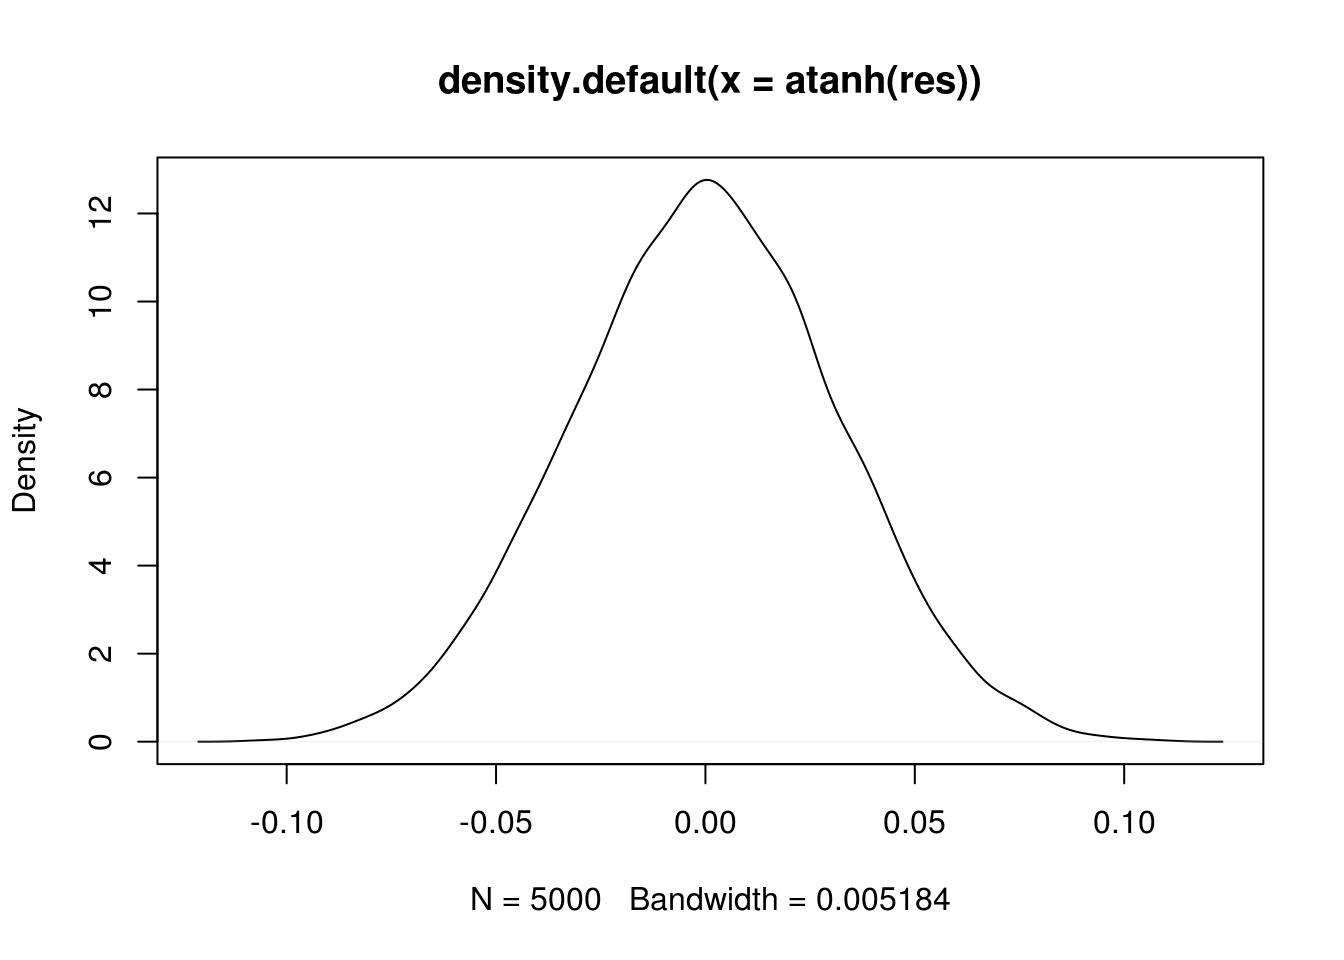 density.default(x = atanh(res))
Density
12
10
8
6
4
2
0
-0.10 -0.05 0.00 0.05 0.10
N = 5000 Bandwidth = 0.005184